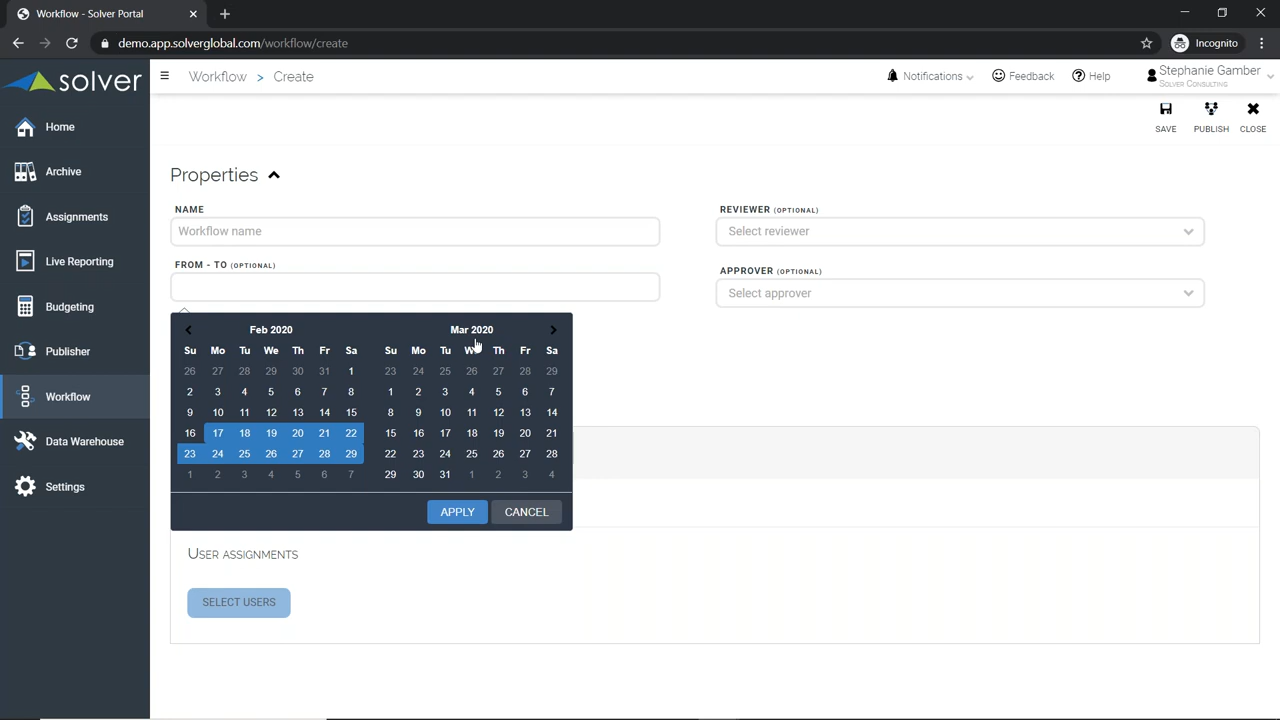 Workflow - Solver Portal
demo.app.solverglobal.com/workflow/create
Incognito
solver
Workflow > Create
Notifications
Feedback
Help
Stephanie Gamber
SOLVER CONSULTING
SAVE
PUBLISH
CLOSE
Home
Archive
Assignments
Live Reporting
Budgeting
Publisher
Workflow
Data Warehouse
Settings
Properties
NAME
Workflow name
REVIEWER (OPTIONAL)
Select reviewer
FROM - TO (OPTIONAL)
APPROVER (OPTIONAL)
Select approver
Feb 2020
Su Mo Tu We Th Fr Sa
26 27 28 29 30 31 1
2 3 4 5 6 7 8
9 10 11 12 13 14 15
16 17 18 19 20 21 22
23 24 25 26 27 28 29
1 2 3 4 5 6 7
Mar 2020
Su Mo Tu We Th Fr Sa
23 24 25 26 27 28 29
1 2 3 4 5 6 7
8 9 10 11 12 13 14
15 16 17 18 19 20 21
22 23 24 25 26 27 28
29 30 31 1 2 3 4
APPLY
CANCEL
USER ASSIGNMENTS
SELECT USERS